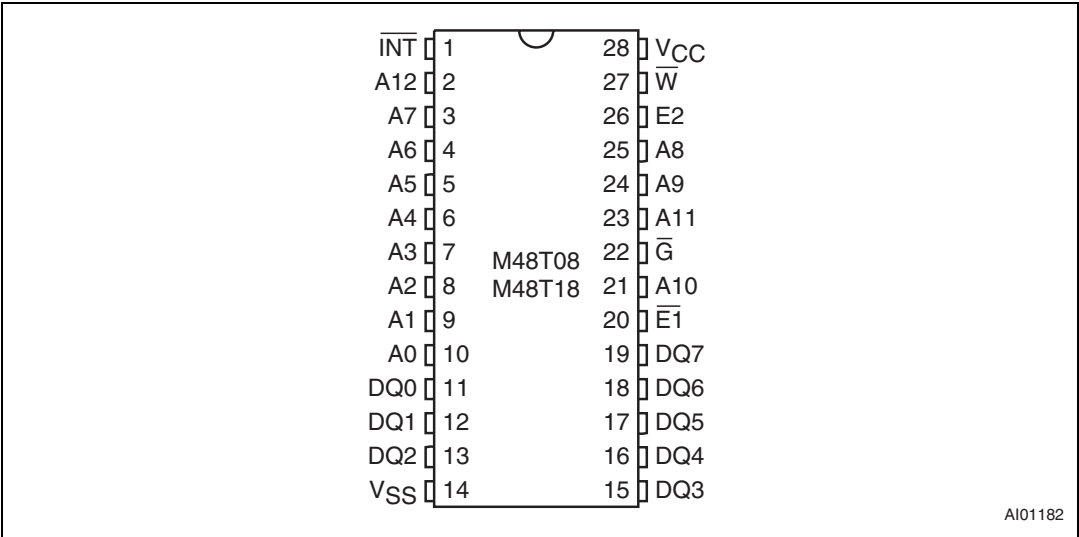 I̅N̅T̅ 1 28 VCC
A12 2 27 W̅
A7 3 26 E2
A6 4 25 A8
A5 5 24 A9
A4 6 23 A11
A3 7 22 G̅
M48T08
A2 8 21 A10
M48T18
A1 9 20 E̅1̅
A0 10 19 DQ7
DQ0 11 18 DQ6
DQ1 12 17 DQ5
DQ2 13 16 DQ4
VSS 14 15 DQ3
AI01182